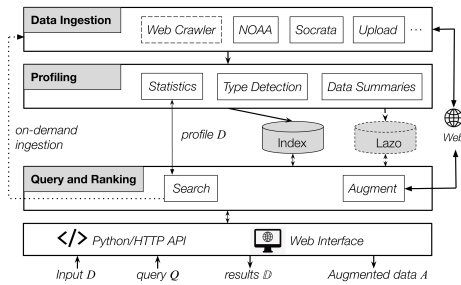 Data Ingestion
Web Crawler
NOAA
Socrata
Upload
...
Profiling
Statistics
Type Detection
Data Summaries
on-demand
ingestion
profile D
Index
Lazo
Web
Query and Ranking
Search
Augment
</> Python/HTTP API
Web Interface
Input D
query Q
results 𝔻
Augmented data A